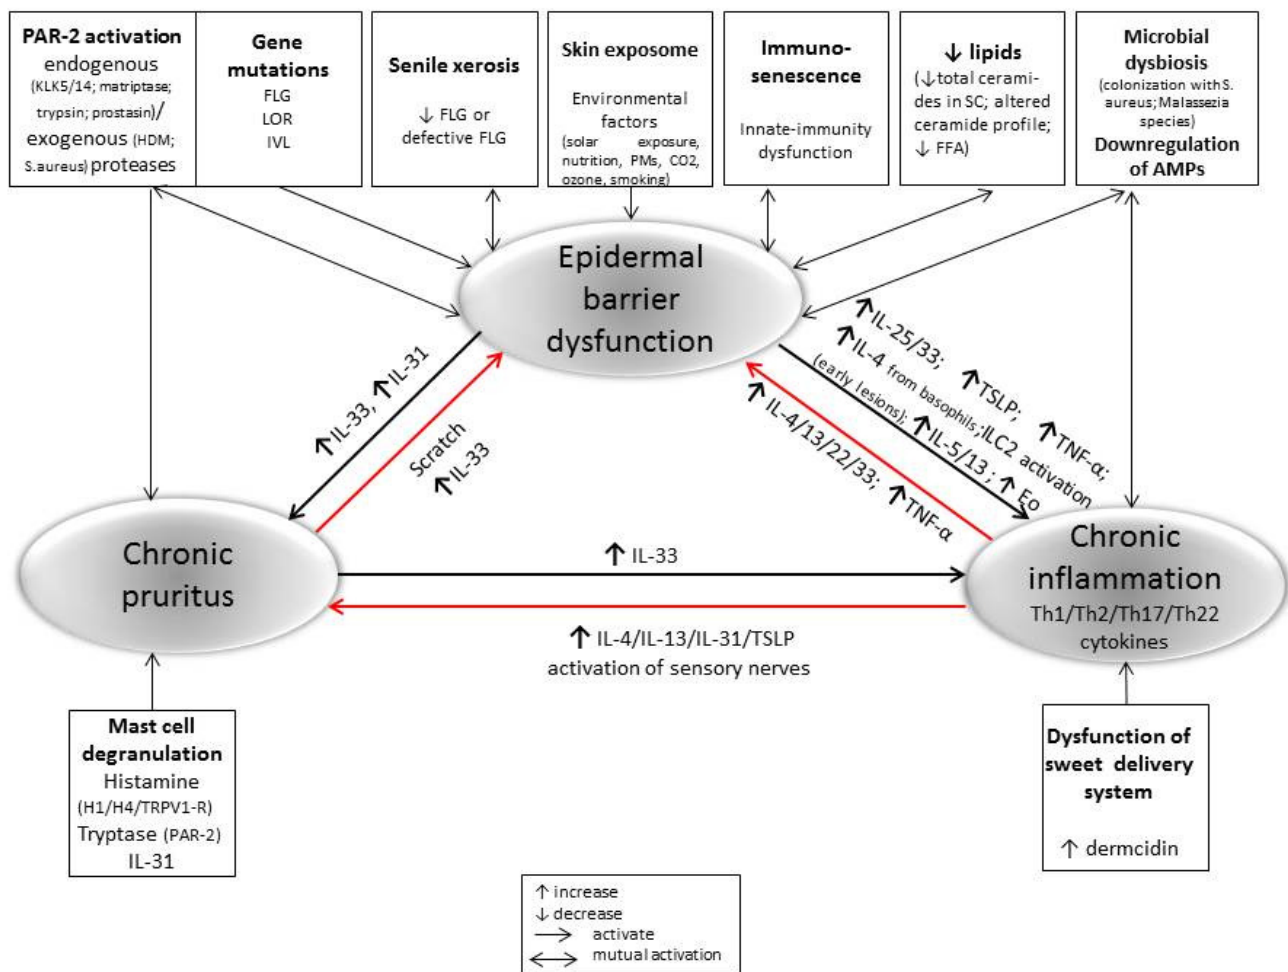 PAR-2 activation
endogenous
(KLK5/14; matriptase;
trypsin; prostasin)/
exogenous (HDM;
S.aureus) proteases
Gene
mutations
FLG
LOR
IVL
Senile xerosis
↓ FLG or
defective FLG
Skin exposome
Environmental
factors
(solar exposure,
nutrition, PMs, CO2,
ozone, smoking)
Immuno-
senescence
Innate-immunity
dysfunction
↓ lipids
(↓total cerami-
des in SC; altered
ceramide profile;
↓ FFA)
Microbial
dysbiosis
(colonization with S.
aureus; Malassezia
species)
Downregulation
of AMPs
Epidermal
barrier
dysfunction
↑IL-33, ↑IL-31
Scratch
↑IL-33
↑IL-25/33; ↑TSLP; ↑TNF-α;
↑IL-4 from basophils;ILC2 activation
(early lesions); ↑IL-5/13; ↑ Eo
↑ IL-4/13/22/33; ↑TNF-α
Chronic
pruritus
↑ IL-33
↑ IL-4/IL-13/IL-31/TSLP
activation of sensory nerves
Chronic
inflammation
Th1/Th2/Th17/Th22
cytokines
Mast cell
degranulation
Histamine
(H1/H4/TRPV1-R)
Tryptase (PAR-2)
IL-31
Dysfunction of
sweet delivery
system
↑ dermcidin
↑ increase
↓ decrease
→ activate
↔ mutual activation